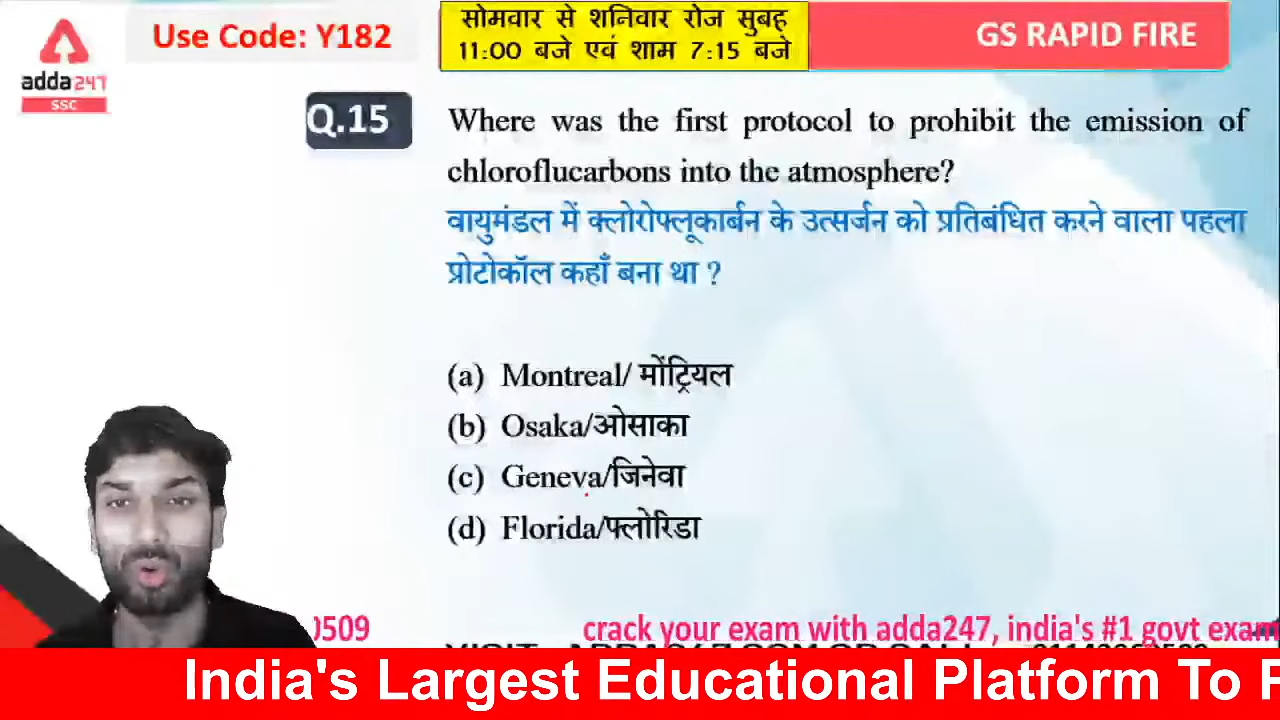 Use Code: Y182
सोमवार से शनिवार रोज सुबह
11:00 बजे एवं शाम 7:15 बजे
GS RAPID FIRE
adda247
SSC
Q.15
Where was the first protocol to prohibit the emission of
chloroflucarbons into the atmosphere?
वायुमंडल में क्लोरोफ्लूकार्बन के उत्सर्जन को प्रतिबंधित करने वाला पहला
प्रोटोकॉल कहाँ बना था ?
(a) Montreal/ मोंट्रियल
(b) Osaka/ओसाका
(c) Geneva/जिनेवा
(d) Florida/फ्लोरिडा
0509 crack your exam with adda247, india's #1 govt exam
India's Largest Educational Platform To